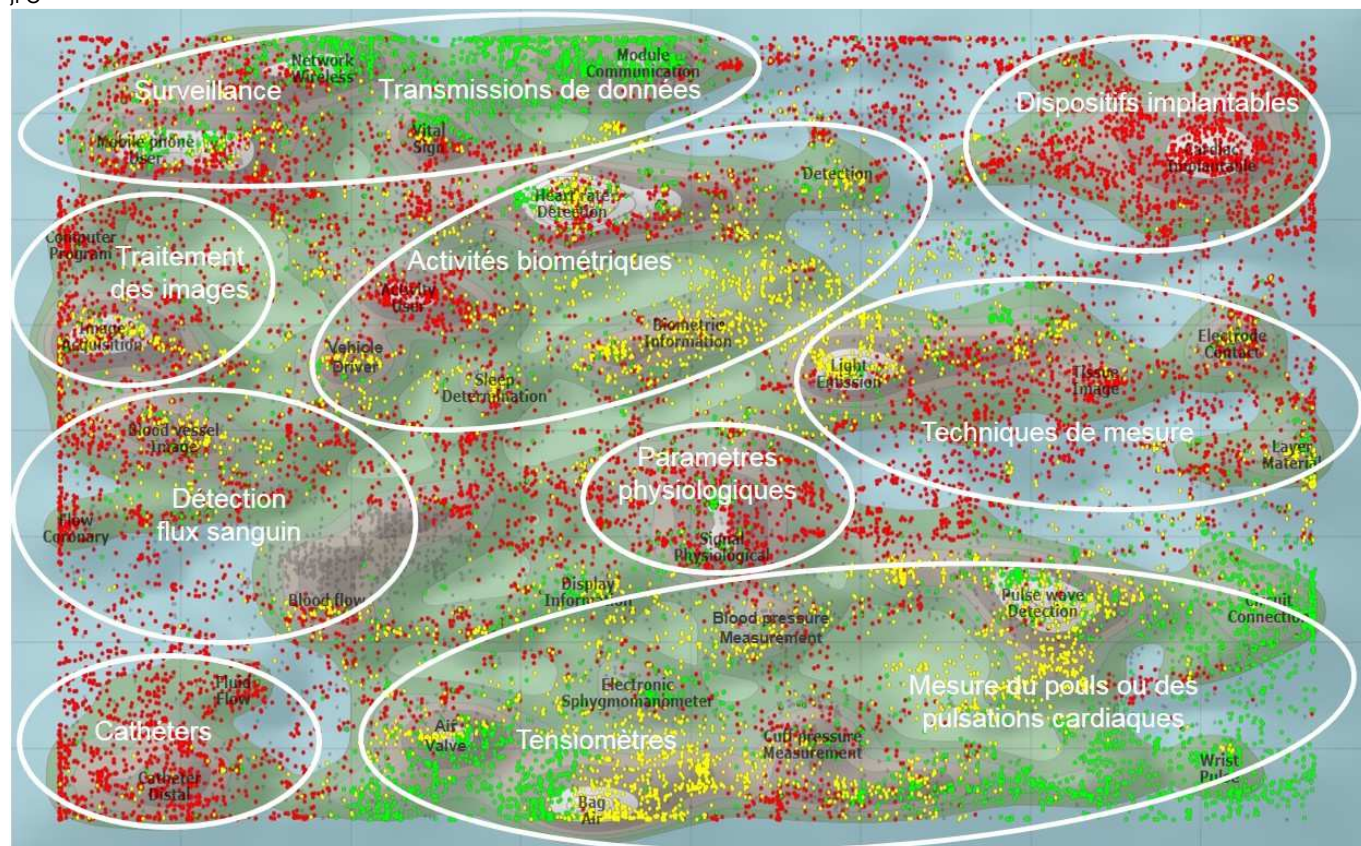 JPG
Network
Wireless
Module
Communication
Surveillance
Transmissions de données
Mobile phone
User
Vital
Sign
Dispositifs implantables
Cardiac
Implantable
Heart rate
Detection
Detection
Computer
Program
Traitement
des images
Activités biométriques
Activity
User
Image
Acquisition
Vehicle
Driver
Biometric
Information
Sleep
Determination
Light
Emission
Electrode
Contact
Tissue
Image
Techniques de mesure
Layer
Material
Blood vessel
Image
Détection
flux sanguin
Flow
Coronary
Blood flow
Paramètres
physiologiques
Signal
Physiological
Display
Information
Blood pressure
Measurement
Pulse wave
Detection
Circuit
Connection
Fluid
Flow
Catheters
Catheter
Distal
Electronic
Sphygmomanometer
Air
Valve
Tensiomètres
Cuff pressure
Measurement
Mesure du pouls ou des
pulsations cardiaques
Wrist
Pulse
Bag
Air